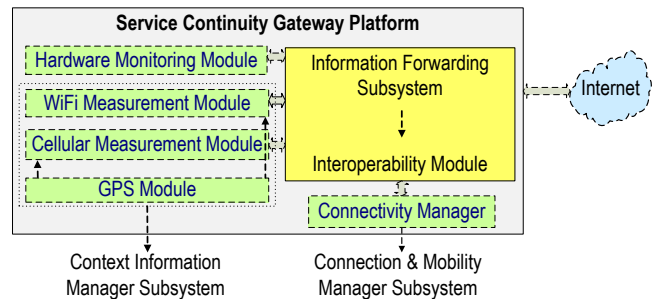 Service Continuity Gateway Platform
Hardware Monitoring Module
WiFi Measurement Module
Cellular Measurement Module
GPS Module
Information Forwarding
Subsystem
Interoperability Module
Connectivity Manager
Internet
Context Information
Manager Subsystem
Connection & Mobility
Manager Subsystem